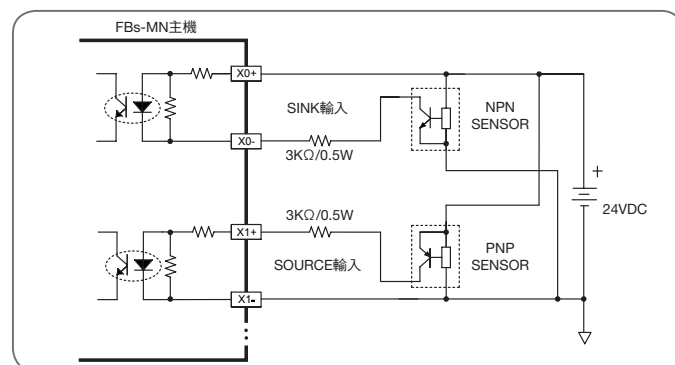 FBs-MN主機
X0+
SINK輸入
NPN
SENSOR
X0-
3KΩ/0.5W
+
24VDC
3KΩ/0.5W
X1+
SOURCE輸入
PNP
SENSOR
X1-